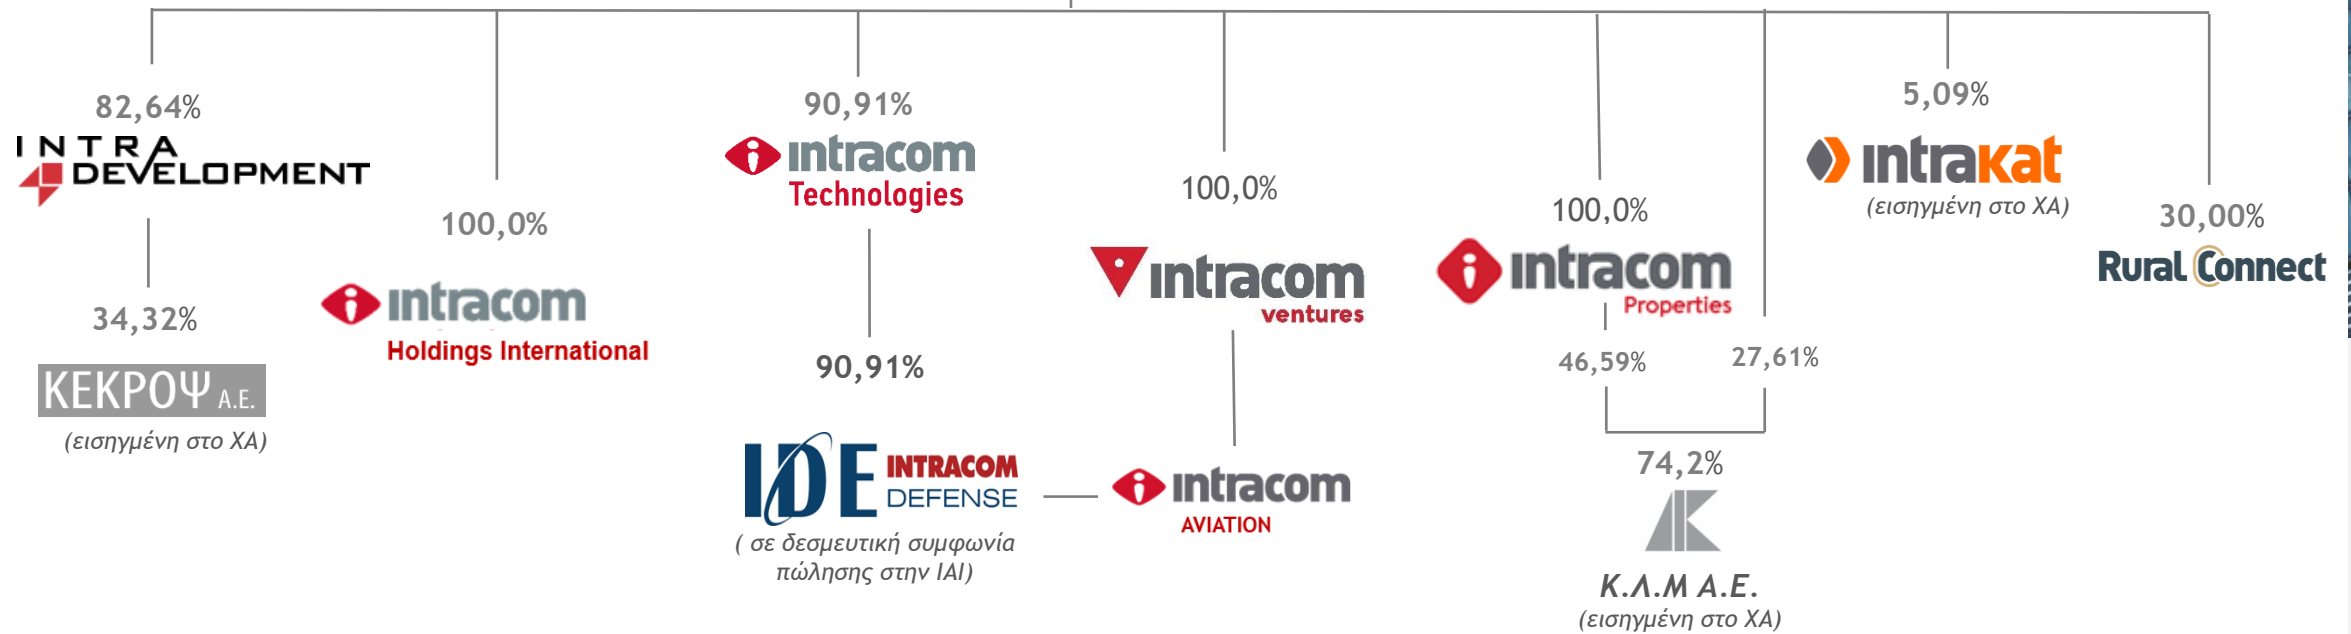 82,64%
INTRA
DEVELOPMENT
34,32%
ΚΕΚΡΟΨ Α.Ε.
(εισηγμένη στο ΧΑ)
100,0%
intracom
Holdings International
90,91%
intracom
Technologies
90,91%
IDE INTRACOM
DEFENSE
( σε δεσμευτική συμφωνία
πώλησης στην ΙΑΙ)
100,0%
intracom
ventures
intracom
AVIATION
100,0%
intracom
Properties
46,59%
27,61%
74,2%
Κ.Λ.Μ Α.Ε.
(εισηγμένη στο ΧΑ)
5,09%
intrakat
(εισηγμένη στο ΧΑ)
30,00%
Rural Connect